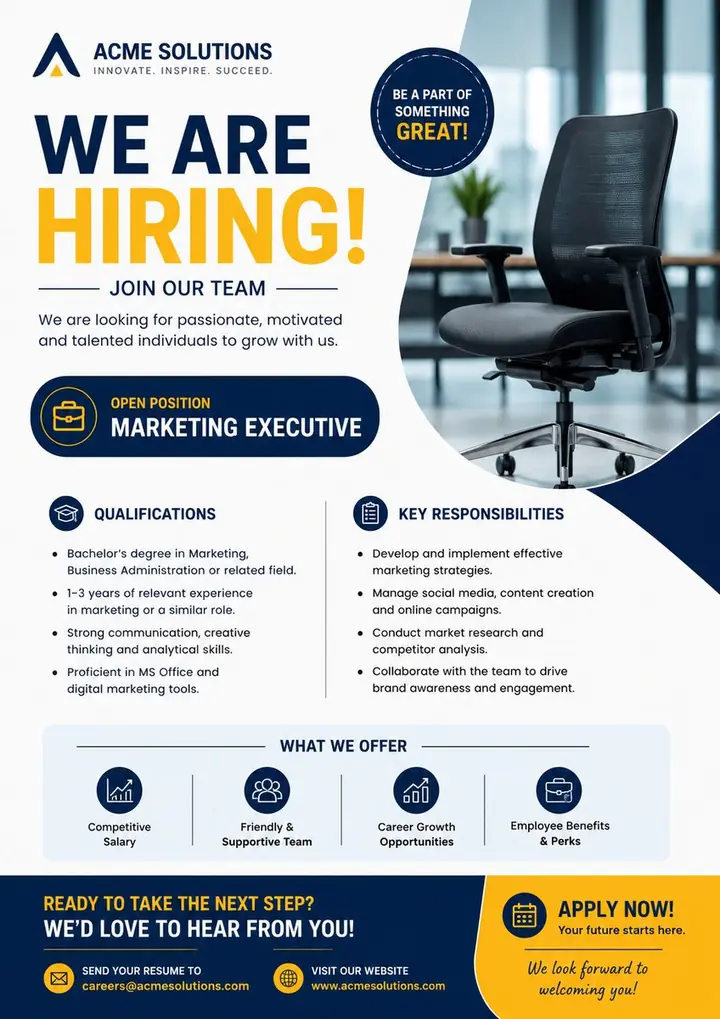 ACME SOLUTIONS
INNOVATE. INSPIRE. SUCCEED.
BE A PART OF
SOMETHING
GREAT!
WE ARE
HIRING!
JOIN OUR TEAM
We are looking for passionate, motivated
and talented individuals to grow with us.
OPEN POSITION
MARKETING EXECUTIVE
QUALIFICATIONS
• Bachelor's degree in Marketing,
Business Administration or related field.
• 1–3 years of relevant experience
in marketing or a similar role.
• Strong communication, creative
thinking and analytical skills.
• Proficient in MS Office and
digital marketing tools.
KEY RESPONSIBILITIES
• Develop and implement effective
marketing strategies.
• Manage social media, content creation
and online campaigns.
• Conduct market research and
competitor analysis.
• Collaborate with the team to drive
brand awareness and engagement.
WHAT WE OFFER
Competitive
Salary
Friendly &
Supportive Team
Career Growth
Opportunities
Employee Benefits
& Perks
READY TO TAKE THE NEXT STEP?
WE'D LOVE TO HEAR FROM YOU!
SEND YOUR RESUME TO
careers@acmesolutions.com
VISIT OUR WEBSITE
www.acmesolutions.com
APPLY NOW!
Your future starts here.
We look forward to
welcoming you!